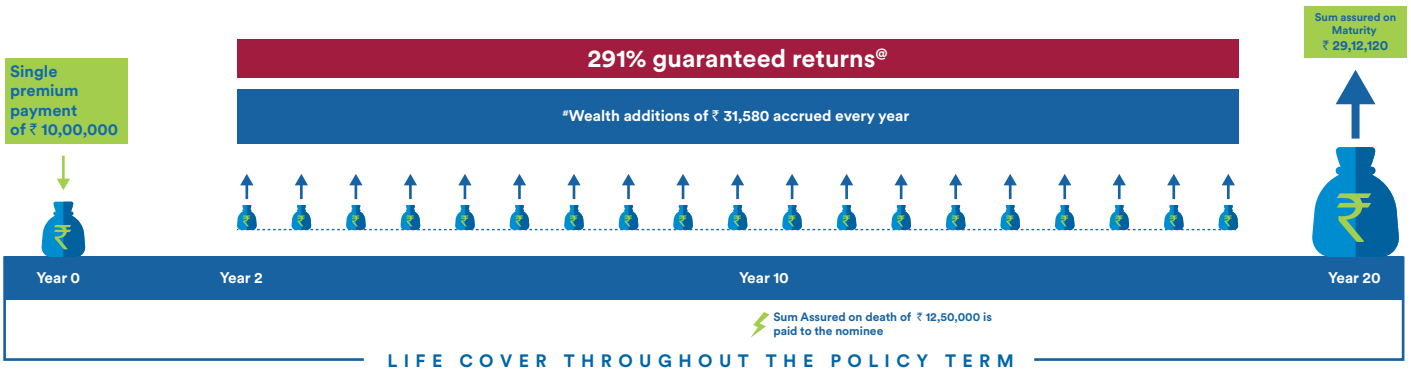 Single
premium
payment
of ₹ 10,00,000
291% guaranteed returns@
#Wealth additions of ₹ 31,580 accrued every year
Sum assured on
Maturity
₹ 29,12,120
₹
₹ ₹ ₹ ₹ ₹ ₹ ₹ ₹ ₹ ₹ ₹ ₹ ₹ ₹ ₹ ₹ ₹ ₹ ₹
₹
Year 0
Year 2
Year 10
Year 20
Sum Assured on death of ₹ 12,50,000 is
paid to the nominee
LIFE COVER THROUGHOUT THE POLICY TERM